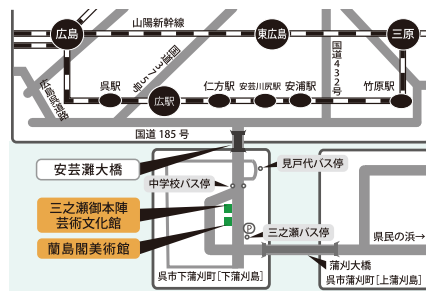 山陽新幹線
広島
東広島
三原
国道375号
国道432号
広島呉道路
呉駅
広駅
仁方駅
安芸川尻駅
安浦駅
竹原駅
国道185号
安芸灘大橋
見戸代バス停
中学校バス停
三之瀬御本陣
芸術文化館
P
三之瀬バス停
蘭島閣美術館
県民の浜→
蒲刈大橋
呉市下蒲刈町[下蒲刈島]
呉市蒲刈町[上蒲刈島]